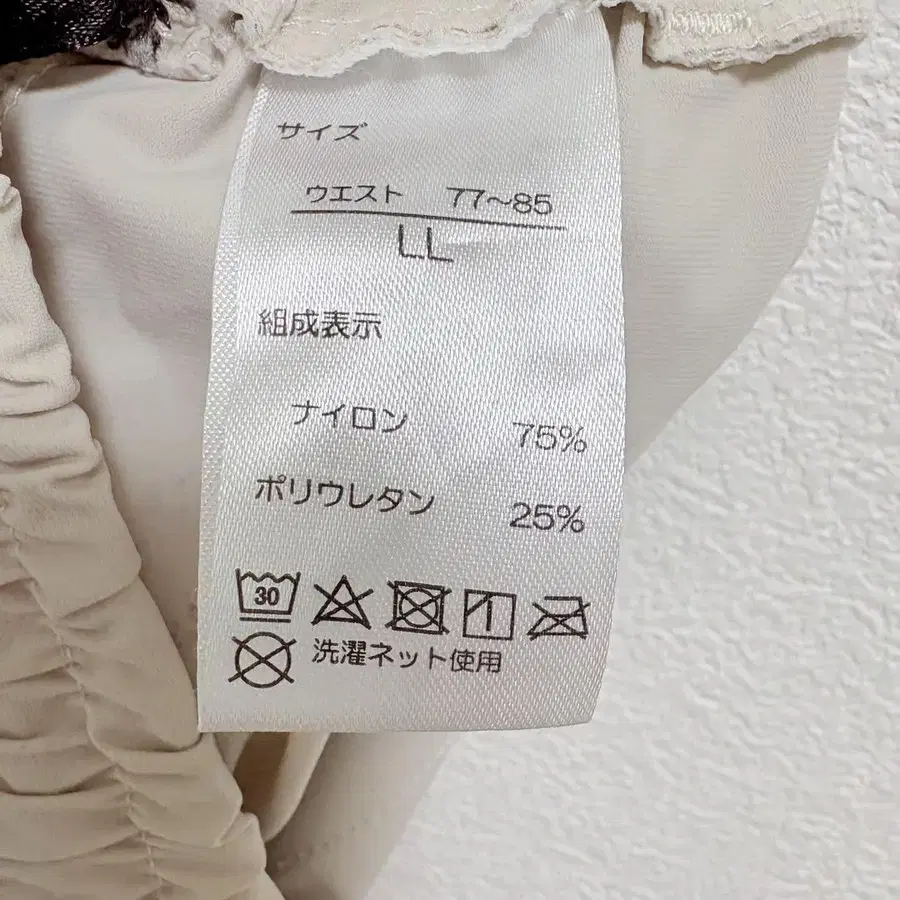 サイズ
ウエスト 77～85
LL
組成表示
ナイロン 75%
ポリウレタン 25%
30
洗濯ネット使用